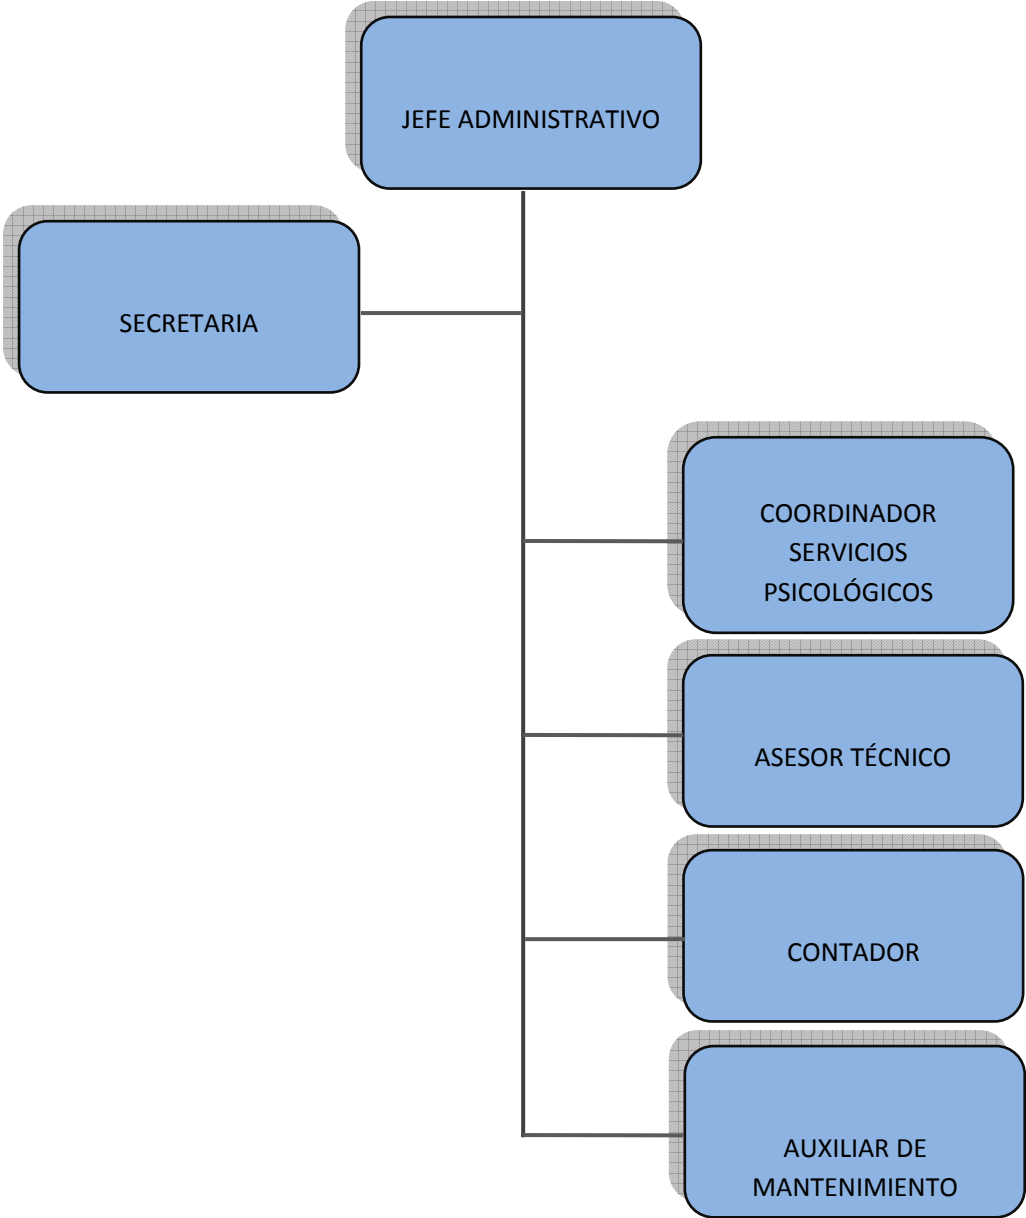 JEFE ADMINISTRATIVO
SECRETARIA
COORDINADOR
SERVICIOS
PSICOLÓGICOS
ASESOR TÉCNICO
CONTADOR
AUXILIAR DE
MANTENIMIENTO